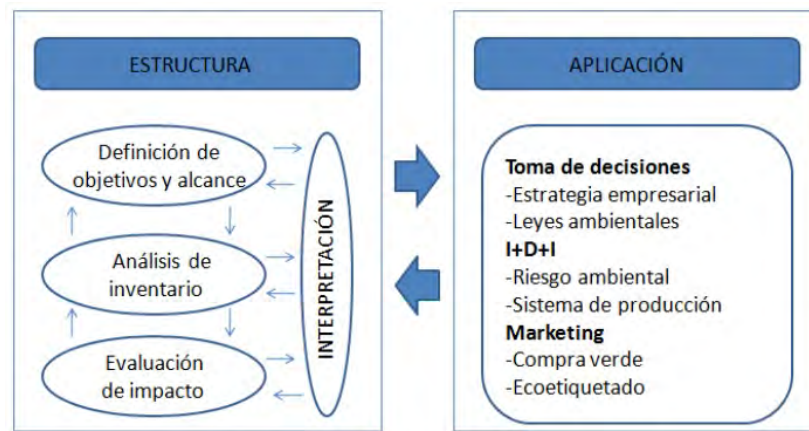 ESTRUCTURA
Definición de
objetivos y alcance
Análisis de
inventario
Evaluación
de impacto
INTERPRETACIÓN
APLICACIÓN
Toma de decisiones
-Estrategia empresarial
-Leyes ambientales
I+D+I
-Riesgo ambiental
-Sistema de producción
Marketing
-Compra verde
-Ecoetiquetado